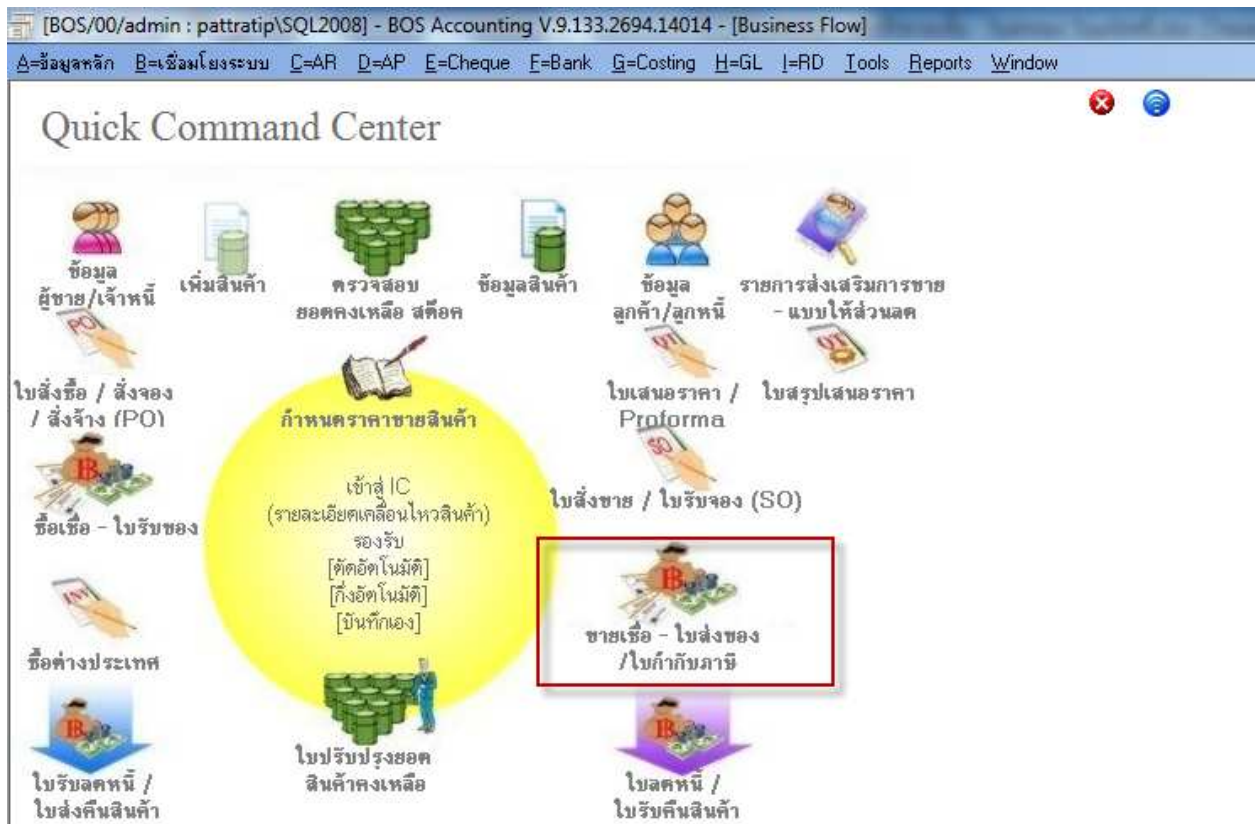 [BOS/00/admin : pattratip\SQL2008] - BOS Accounting V.9.133.2694.14014 - [Business Flow]
A=ข้อมูลหลัก B=เชื่อมโยงระบบ C=AR D=AP E=Cheque F=Bank G=Costing H=GL I=RD Tools Reports Window
Quick Command Center
ข้อมูล
ผู้ขาย/เจ้าหนี้
เพิ่มสินค้า
ตรวจสอบ
ยอดคงเหลือ สต๊อค
ข้อมูลสินค้า
ข้อมูล
ลูกค้า/ลูกหนี้
รายการส่งเสริมการขาย
- แบบให้ส่วนลด
PO
QT
QT
ใบสั่งซื้อ / สั่งจอง
/ สั่งจ้าง (PO)
กำหนดราคาขายสินค้า
ใบเสนอราคา /
Proforma
ใบสรุปเสนอราคา
B
SO
ซื้อเชื่อ - ใบรับของ
เข้าสู่ IC
(รายละเอียดเคลื่อนไหวสินค้า)
รองรับ
[ตัดอัตโนมัติ]
[กึ่งอัตโนมัติ]
[บันทึกเอง]
ใบสั่งขาย / ใบรับจอง (SO)
INV
B
ซื้อต่างประเทศ
ขายเชื่อ - ใบส่งของ
/ใบกำกับภาษี
B
B
ใบรับลดหนี้ /
ใบส่งคืนสินค้า
ใบปรับปรุงยอด
สินค้าคงเหลือ
ใบลดหนี้ /
ใบรับคืนสินค้า